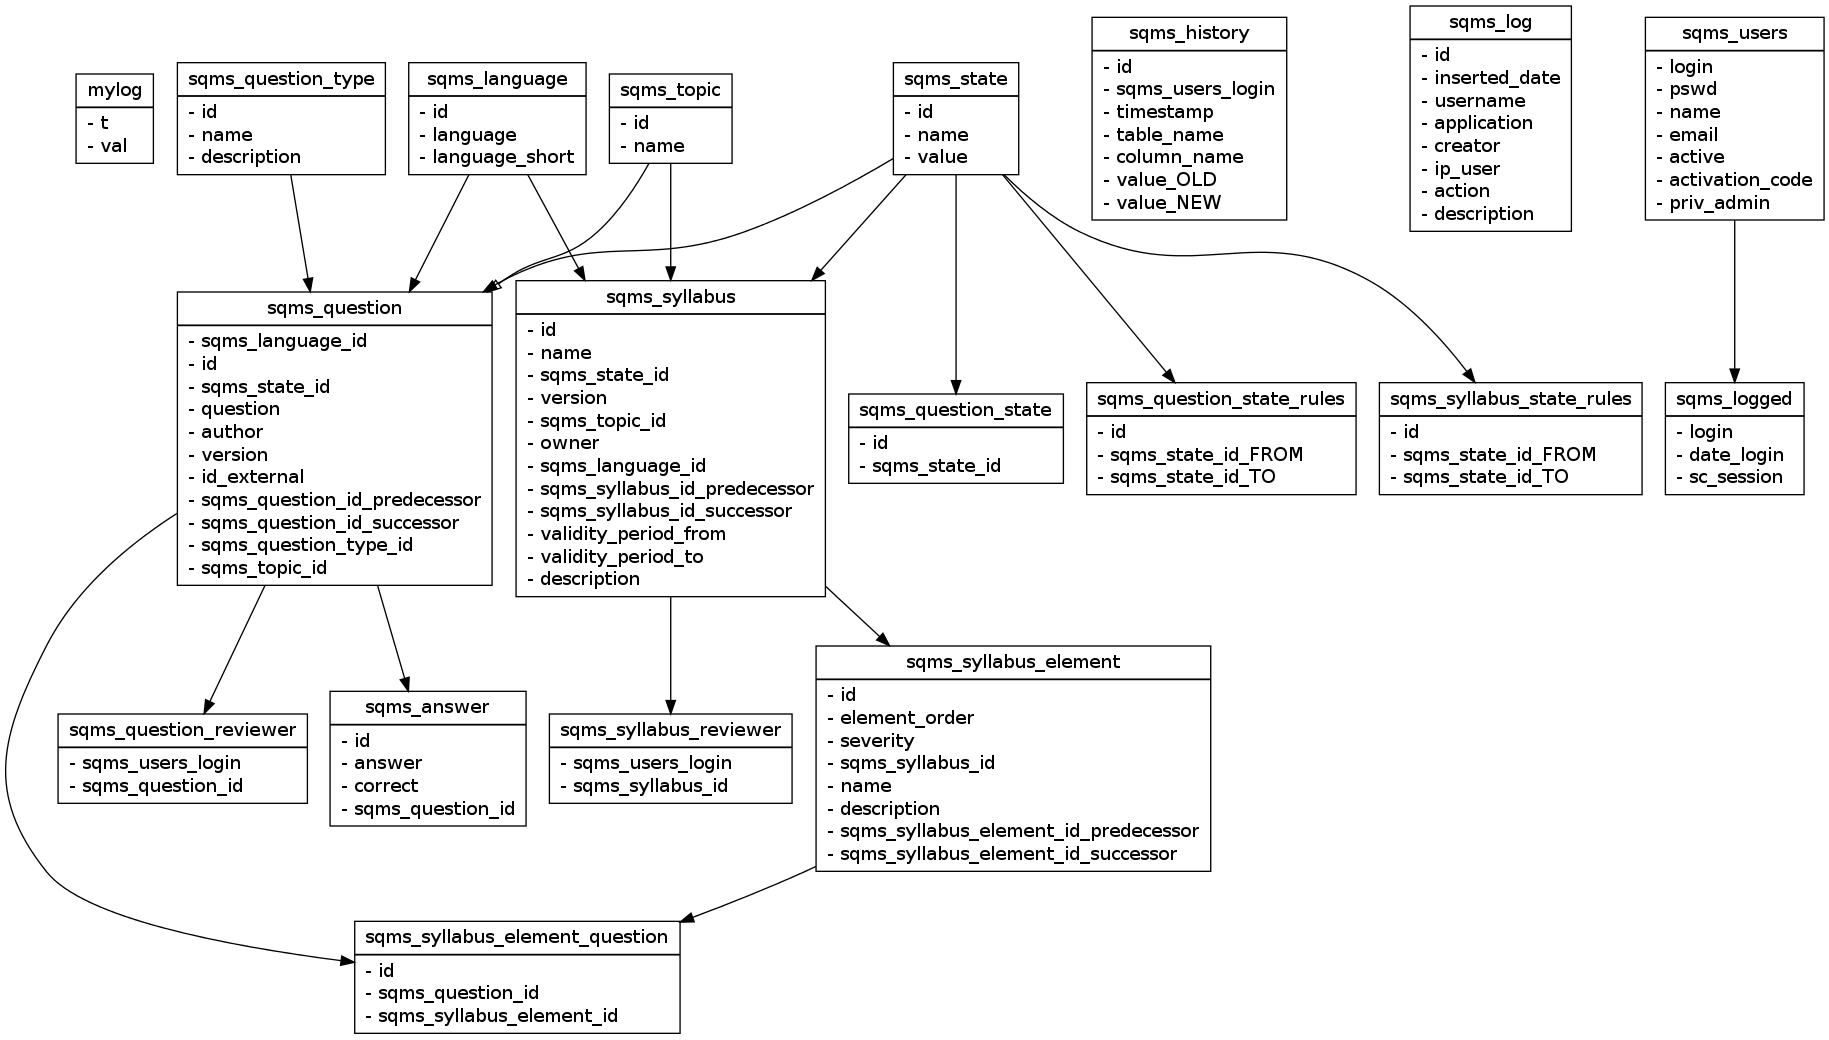 mylog
- t
- val
sqms_question_type
- id
- name
- description
sqms_language
- id
- language
- language_short
sqms_topic
- id
- name
sqms_state
- id
- name
- value
sqms_history
- id
- sqms_users_login
- timestamp
- table_name
- column_name
- value_OLD
- value_NEW
sqms_log
- id
- inserted_date
- username
- application
- creator
- ip_user
- action
- description
sqms_users
- login
- pswd
- name
- email
- active
- activation_code
- priv_admin
sqms_question
- sqms_language_id
- id
- sqms_state_id
- question
- author
- version
- id_external
- sqms_question_id_predecessor
- sqms_question_id_successor
- sqms_question_type_id
- sqms_topic_id
sqms_syllabus
- id
- name
- sqms_state_id
- version
- sqms_topic_id
- owner
- sqms_language_id
- sqms_syllabus_id_predecessor
- sqms_syllabus_id_successor
- validity_period_from
- validity_period_to
- description
sqms_question_state
- id
- sqms_state_id
sqms_question_state_rules
- id
- sqms_state_id_FROM
- sqms_state_id_TO
sqms_syllabus_state_rules
- id
- sqms_state_id_FROM
- sqms_state_id_TO
sqms_logged
- login
- date_login
- sc_session
sqms_question_reviewer
- sqms_users_login
- sqms_question_id
sqms_answer
- id
- answer
- correct
- sqms_question_id
sqms_syllabus_reviewer
- sqms_users_login
- sqms_syllabus_id
sqms_syllabus_element
- id
- element_order
- severity
- sqms_syllabus_id
- name
- description
- sqms_syllabus_element_id_predecessor
- sqms_syllabus_element_id_successor
sqms_syllabus_element_question
- id
- sqms_question_id
- sqms_syllabus_element_id